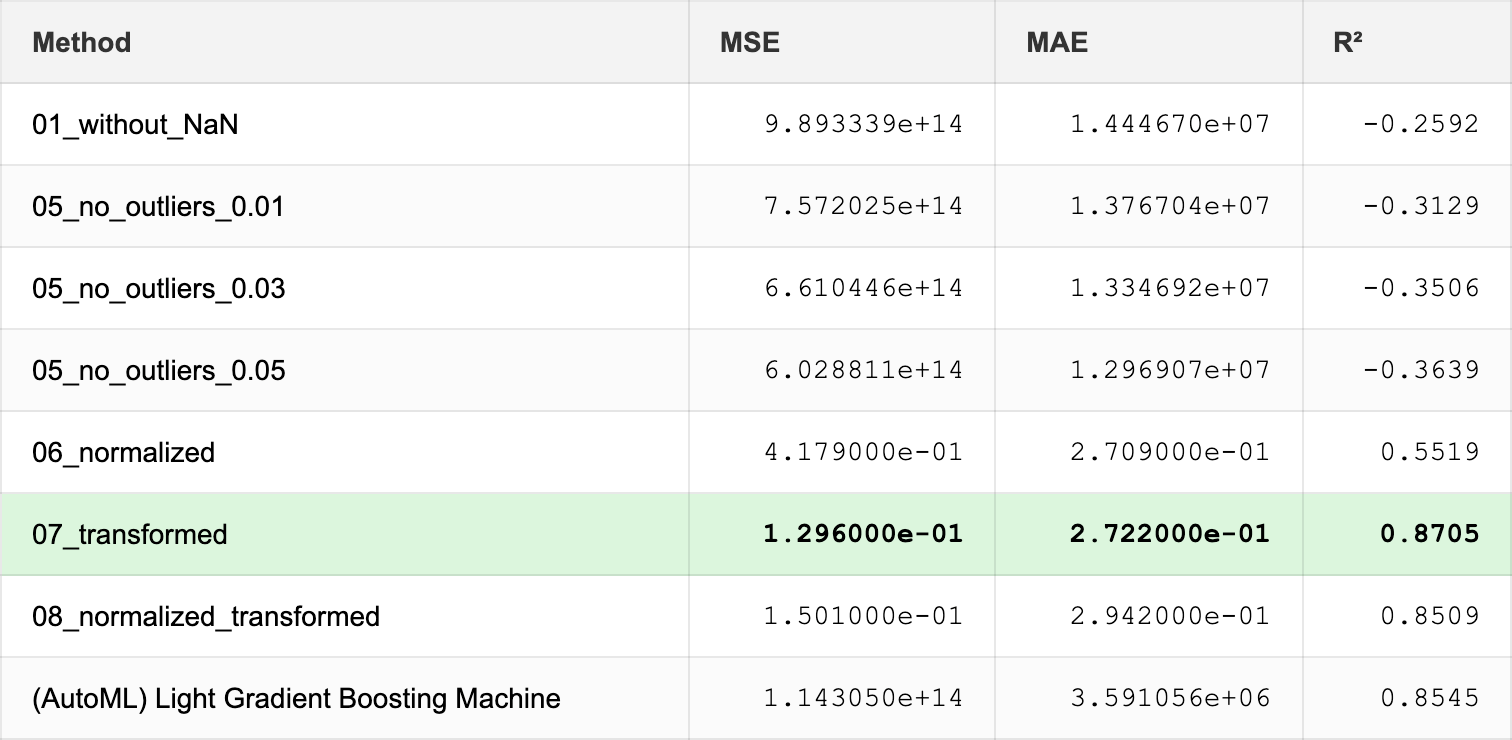 Method MSE MAE R²
01_without_NaN 9.893339e+14 1.444670e+07 -0.2592
05_no_outliers_0.01 7.572025e+14 1.376704e+07 -0.3129
05_no_outliers_0.03 6.610446e+14 1.334692e+07 -0.3506
05_no_outliers_0.05 6.028811e+14 1.296907e+07 -0.3639
06_normalized 4.179000e-01 2.709000e-01 0.5519
07_transformed 1.296000e-01 2.722000e-01 0.8705
08_normalized_transformed 1.501000e-01 2.942000e-01 0.8509
(AutoML) Light Gradient Boosting Machine 1.143050e+14 3.591056e+06 0.8545